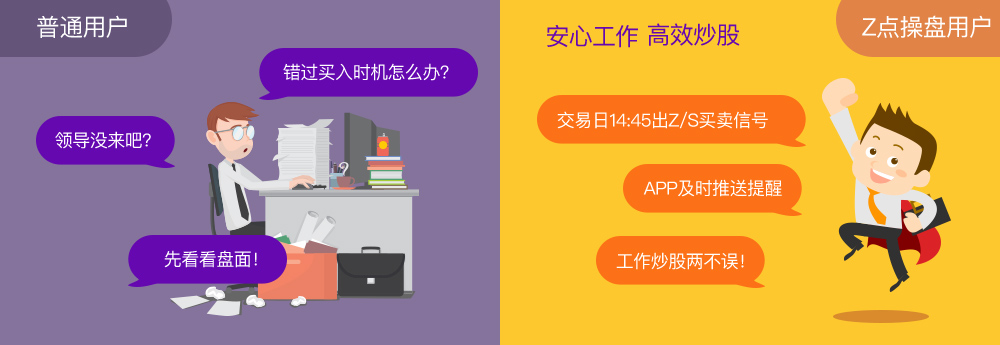 普通用户
错过买入时机怎么办?
领导没来吧?
先看看盘面!
Z点操盘用户
安心工作 高效炒股
交易日14:45出Z/S买卖信号
APP及时推送提醒
工作炒股两不误!